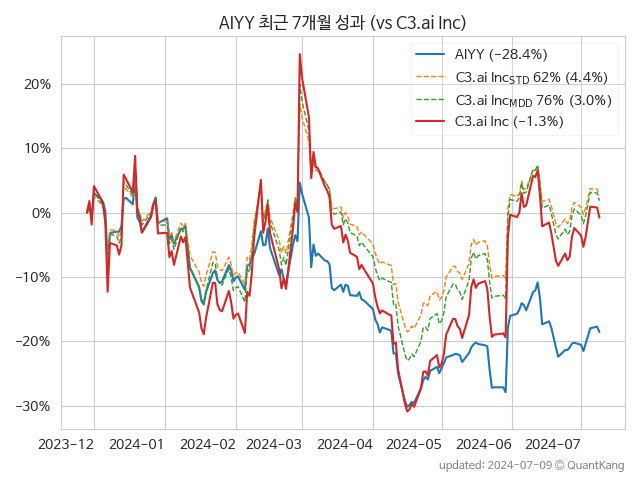 AIYY 최근 7개월 성과 (vs C3.ai Inc)
AIYY (−28.4%)
C3.ai IncSTD 62% (4.4%)
C3.ai IncMDD 76% (3.0%)
C3.ai Inc (−1.3%)
20%
10%
0%
−10%
−20%
−30%
2023-12
2024-01
2024-02
2024-03
2024-04
2024-05
2024-06
2024-07
updated: 2024-07-09 © QuantKang